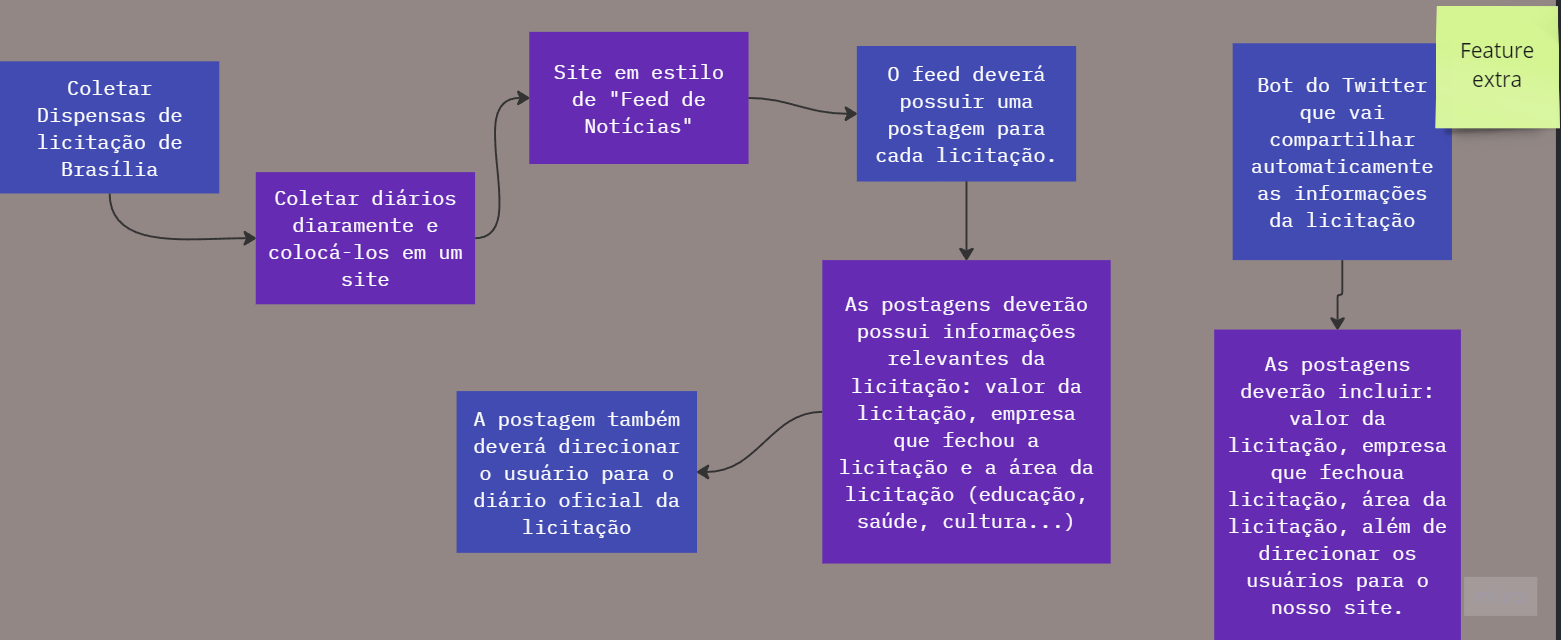 Coletar
Dispensas de
licitação de
Brasília
Coletar diários
diaramente e
colocá-los em um
site
Site em estilo
de "Feed de
Notícias"
O feed deverá
possuir uma
postagem para
cada licitação.
As postagens deverão
possui informações
relevantes da
licitação: valor da
licitação, empresa
que fechou a
licitação e a área da
licitação (educação,
saúde, cultura...)
A postagem também
deverá direcionar
o usuário para o
diário oficial da
licitação
Bot do Twitter
que vai
compartilhar
automaticamente
as informações
da licitação
Feature
extra
As postagens
deverão incluir:
valor da
licitação, empresa
que fechoua
licitação, área da
licitação, além de
direcionar os
usuários para o
nosso site.